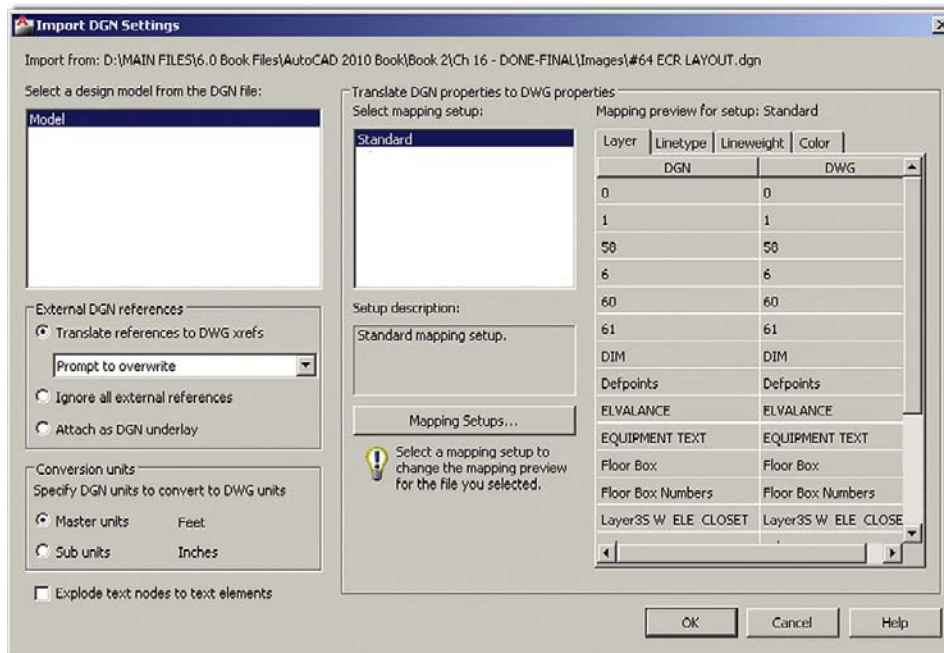 Import DGN Settings
Import from: D:\MAIN FILES\6.0 Book Files\AutoCAD 2010 Book\Book 2\Ch 16 - DONE-FINAL\Images\#64 ECR LAYOUT.dgn
Select a design model from the DGN file:
Model
External DGN references
Translate references to DWG xrefs
Prompt to overwrite
Ignore all external references
Attach as DGN underlay
Conversion units
Specify DGN units to convert to DWG units
Master units Feet
Sub units Inches
Explode text nodes to text elements
Translate DGN properties to DWG properties
Select mapping setup:
Standard
Setup description:
Standard mapping setup.
Mapping Setups...
Select a mapping setup to
change the mapping preview
for the file you selected.
Mapping preview for setup: Standard
Layer Linetype Lineweight Color
DGN DWG
0 0
1 1
58 58
6 6
60 60
61 61
DIM DIM
Defpoints Defpoints
ELVALANCE ELVALANCE
EQUIPMENT TEXT EQUIPMENT TEXT
Floor Box Floor Box
Floor Box Numbers Floor Box Numbers
Layer3S W ELE CLOSET Layer3S W ELE CLOSE
OK Cancel Help